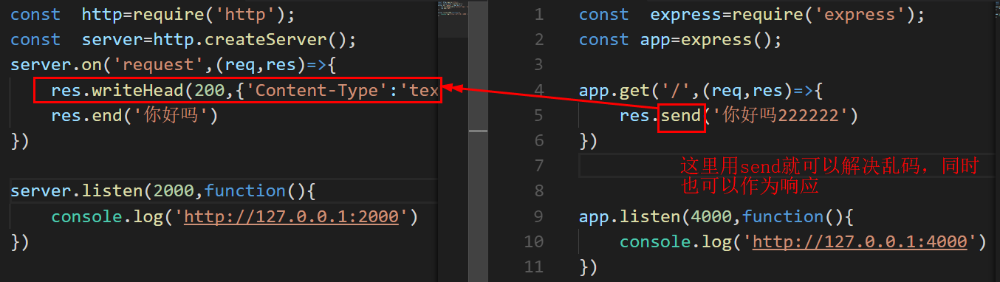 const  http=require('http');
const  server=http.createServer();
server.on('request',(req,res)=>{
    res.writeHead(200,{'Content-Type':'tex
    res.end('你好吗')
})
server.listen(2000,function(){
    console.log('http://127.0.0.1:2000')
})
1 const  express=require('express');
2 const app=express();
3
4 app.get('/',(req,res)=>{
5     res.send('你好吗222222')
6 })
7 这里用send就可以解决乱码，同时
8 也可以作为响应
9 app.listen(4000,function(){
10     console.log('http://127.0.0.1:4000')
11 })